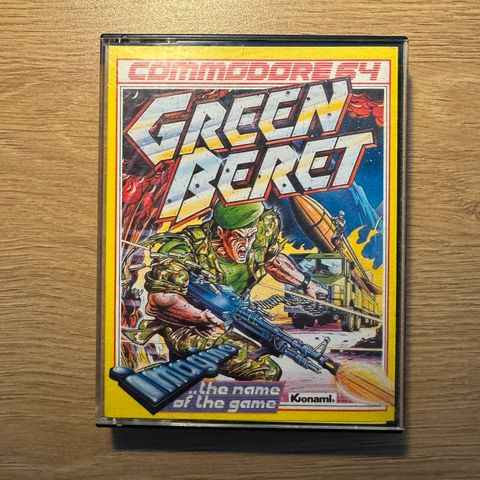 COMMODORE 64
GREEN
BERET
imagine
...the name
of the game
Konami®